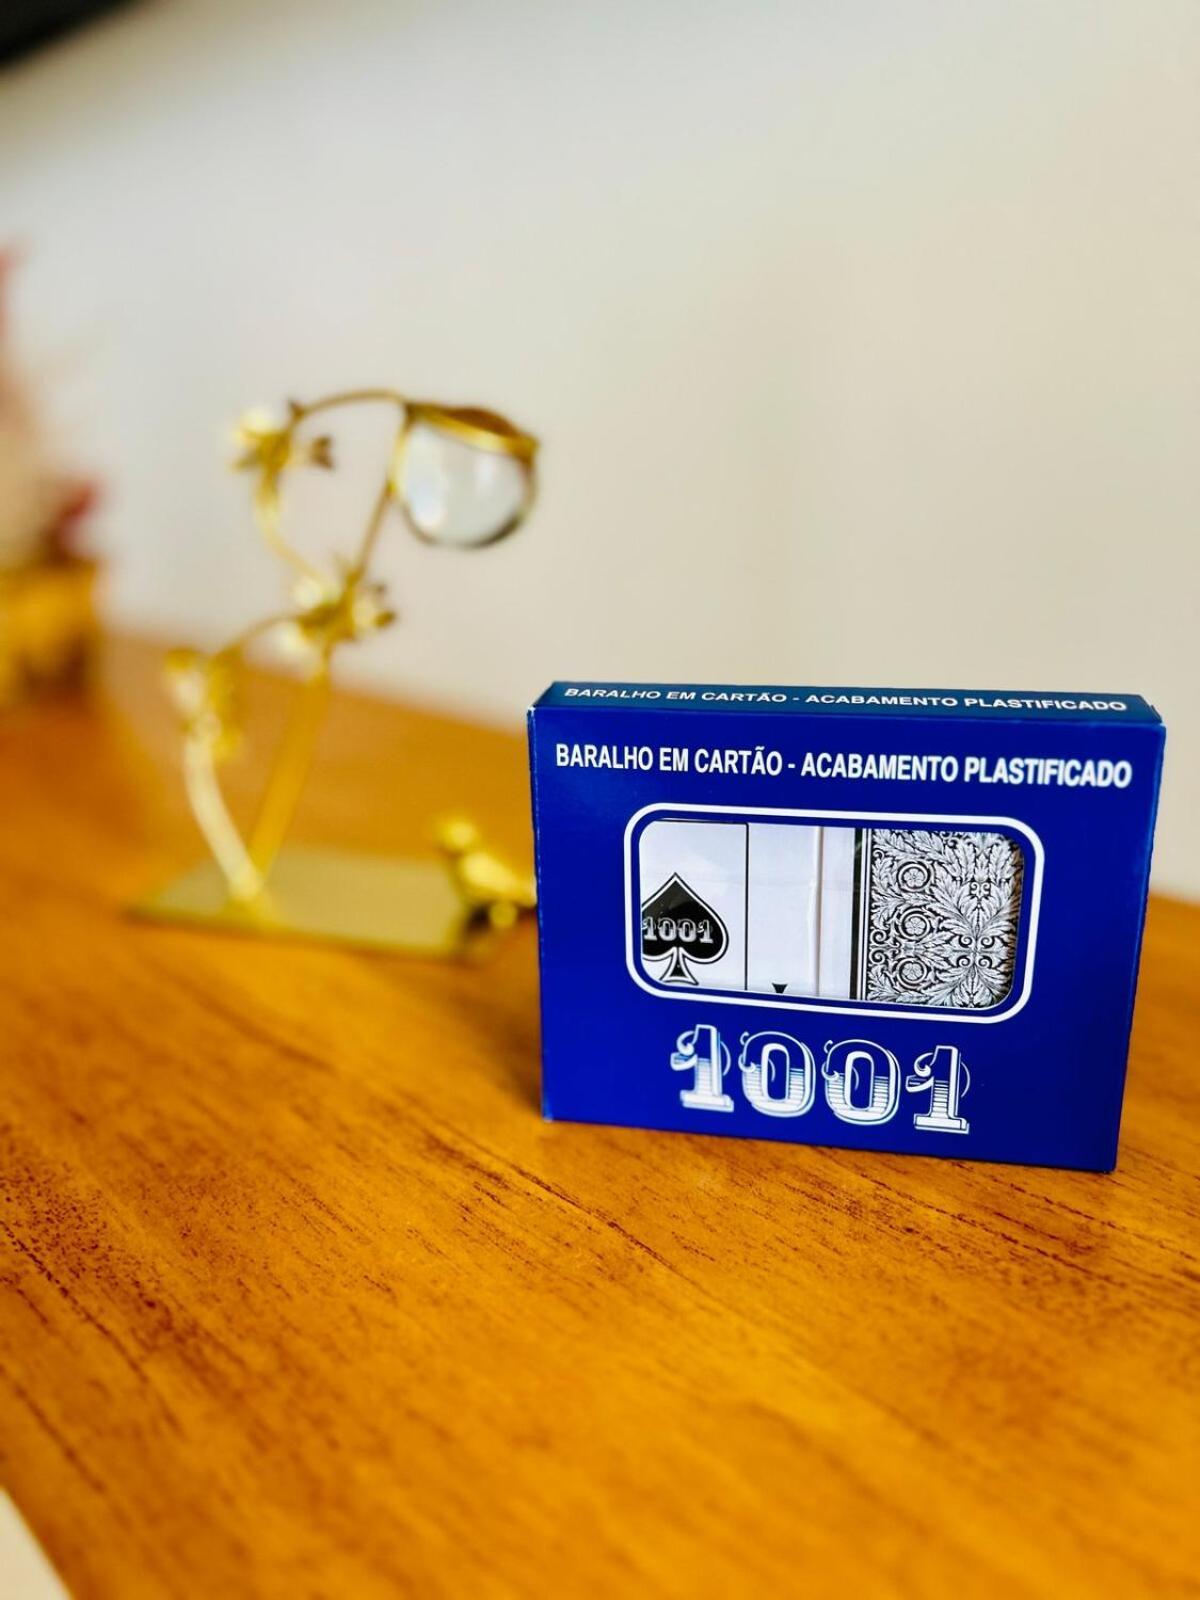 BARALHO EM CARTÃO - ACABAMENTO PLASTIFICADO
BARALHO EM CARTÃO - ACABAMENTO PLASTIFICADO
1001
1001